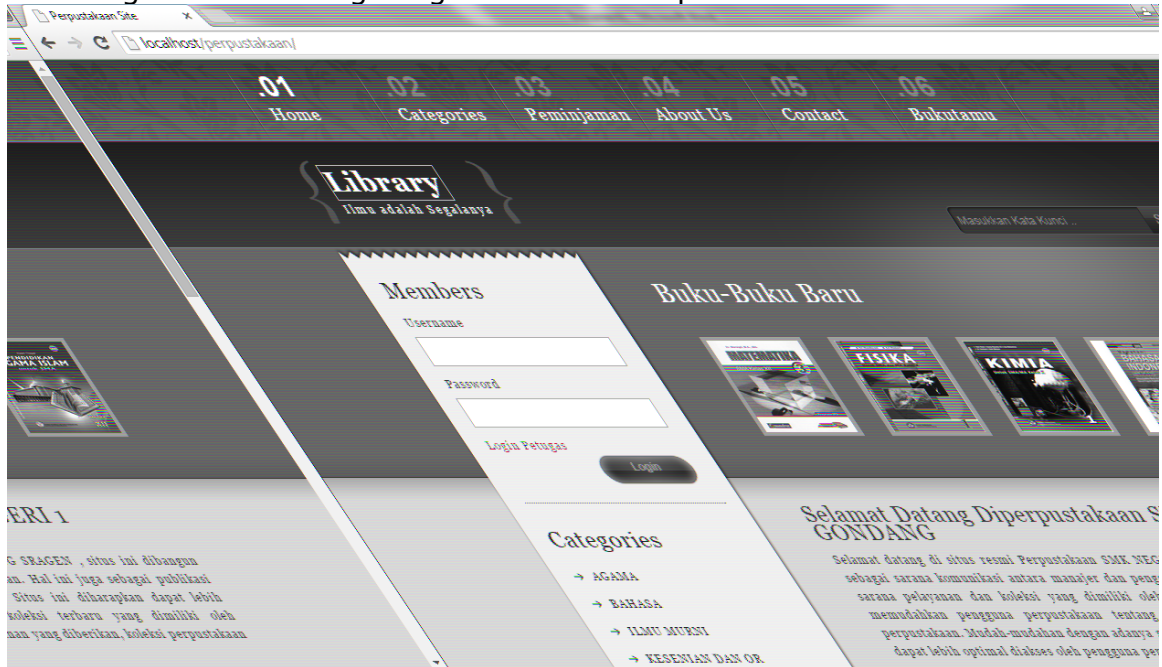 Perpustakaan Site
localhost/perpustakaan/
.01 .02 .03 .04 .05 .06
Home Categories Peminjaman About Us Contact Bukutamu
Library
Ilmu adalah Segalanya
Masukkan Kata Kunci ..
Members
Username
Password
Login Petugas
Login
Categories
→ AGAMA
→ BAHASA
→ ILMU MURNI
→ KESENIAN DAN OR
Buku-Buku Baru
MATEMATIKA
FISIKA
KIMIA
Selamat Datang Diperpustakaan S
GONDANG
Selamat datang di situs resmi Perpustakaan SMK NEG
sebagai sarana komunikasi antara manajer dan peng
sarana pelayanan dan koleksi yang dimiliki oleh
memudahkan pengguna perpustakaan tentang
perpustakaan. Mudah-mudahan dengan adanya
dapat lebih optimal diakses oleh pengguna per
AGAMA ISLAM
ERI 1
G SRAGEN , situs ini dibangun
an. Hal ini juga sebagai publikasi
Situs ini diharapkan dapat lebih
koleksi terbaru yang dimiliki oleh
nan yang diberikan, koleksi perpustakaan